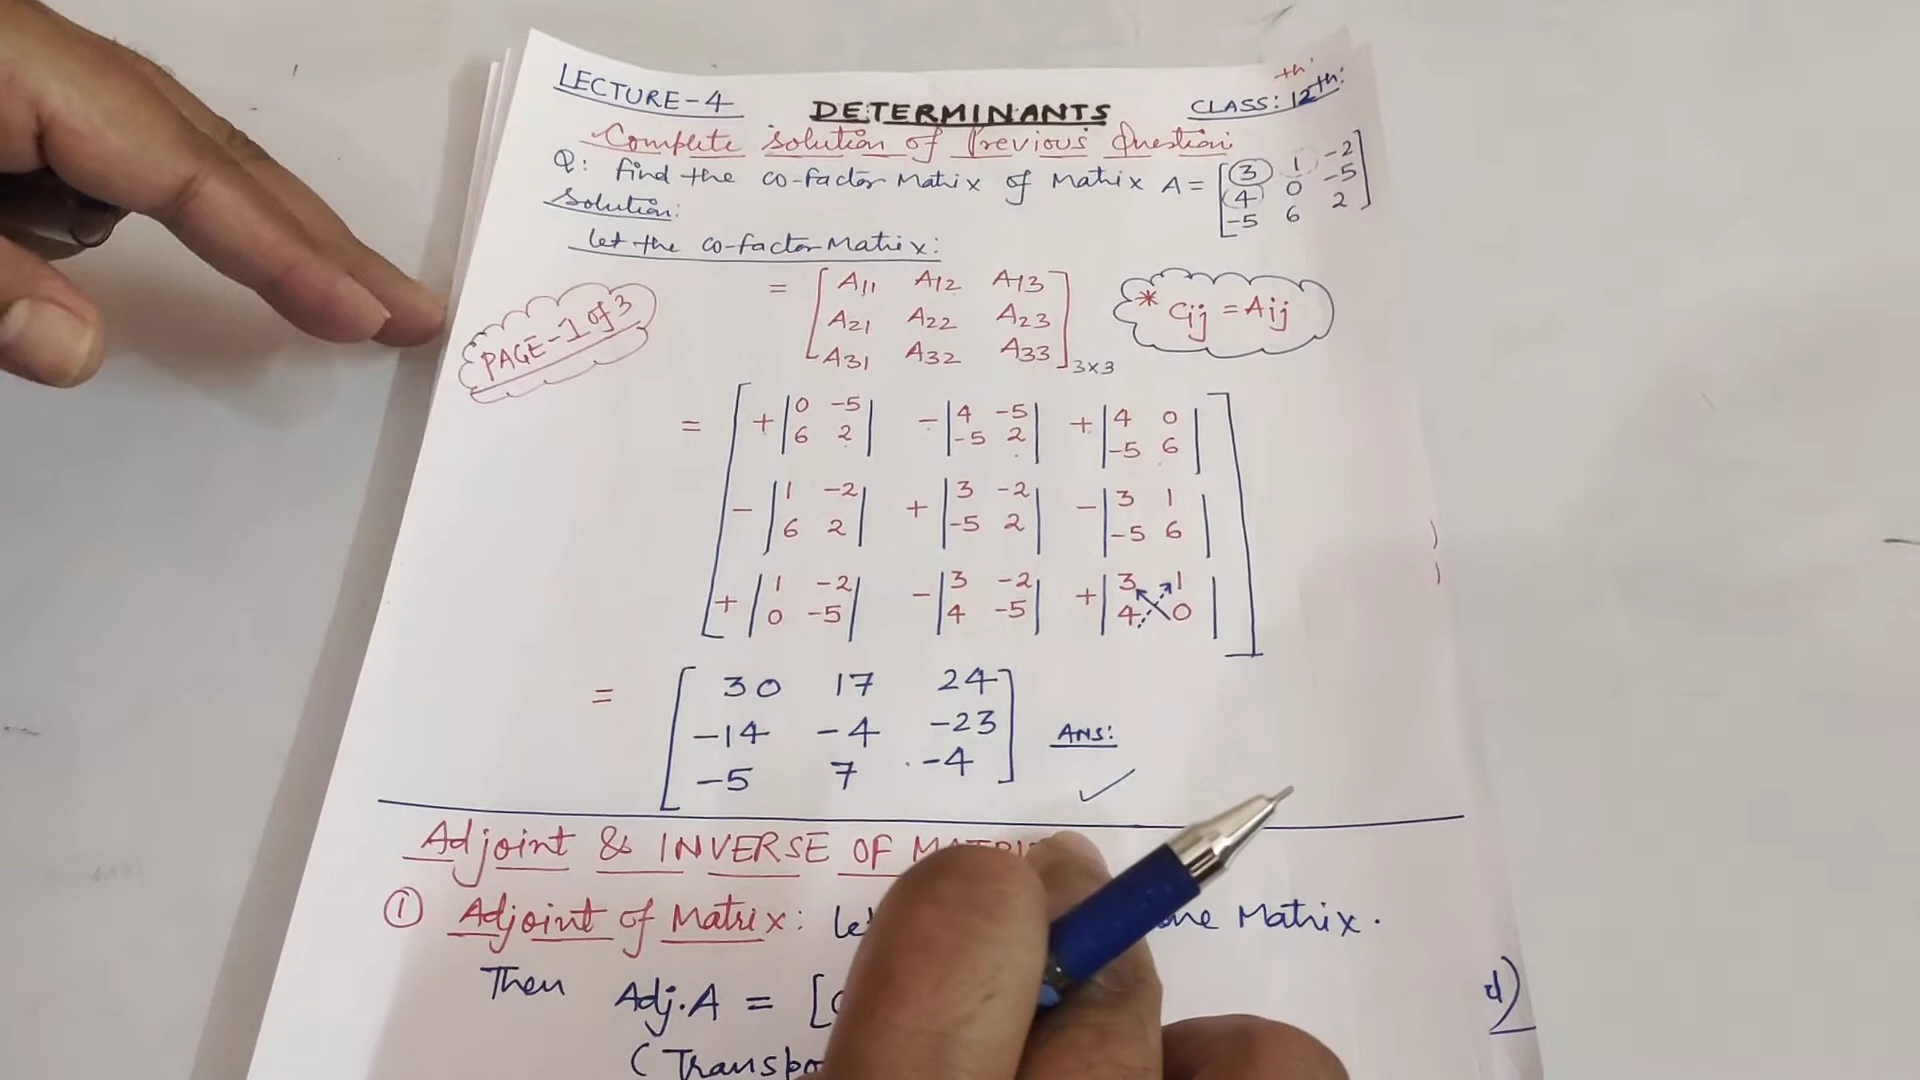 LECTURE-4 DETERMINANTS CLASS: 12th:
th:
Complete Solution of Previous Question
Q: find the co-factor Matrix of Matrix A = [3 1 -2
4 0 -5
-5 6 2]
Solution:
let the co-factor Matrix:
= [A11 A12 A13
A21 A22 A23
A31 A32 A33]3×3
* Cij = Aij
PAGE-1 of 3
= [+|0 -5 -|4 -5 +|4 0
6 2| -5 2| -5 6|
-|1 -2 +|3 -2 -|3 1
6 2| -5 2| -5 6|
+|1 -2 -|3 -2 +|3 1
0 -5| 4 -5| 4 0|]
= [30 17 24
-14 -4 -23
-5 7 -4] ANS:
Adjoint & INVERSE OF
① Adjoint of Matrix: Matrix.
Then Adj.A = [
(